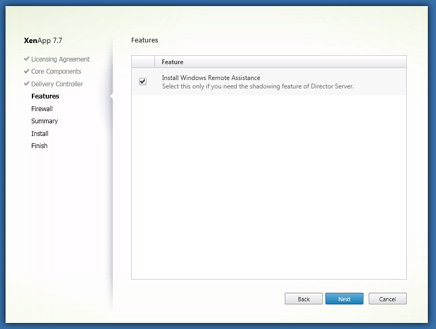 XenApp 7.7
Licensing Agreement
Core Components
Delivery Controller
Features
Firewall
Summary
Install
Finish
Features
Feature
Install Windows Remote Assistance
Select this only if you need the shadowing feature of Director Server.
Back
Next
Cancel